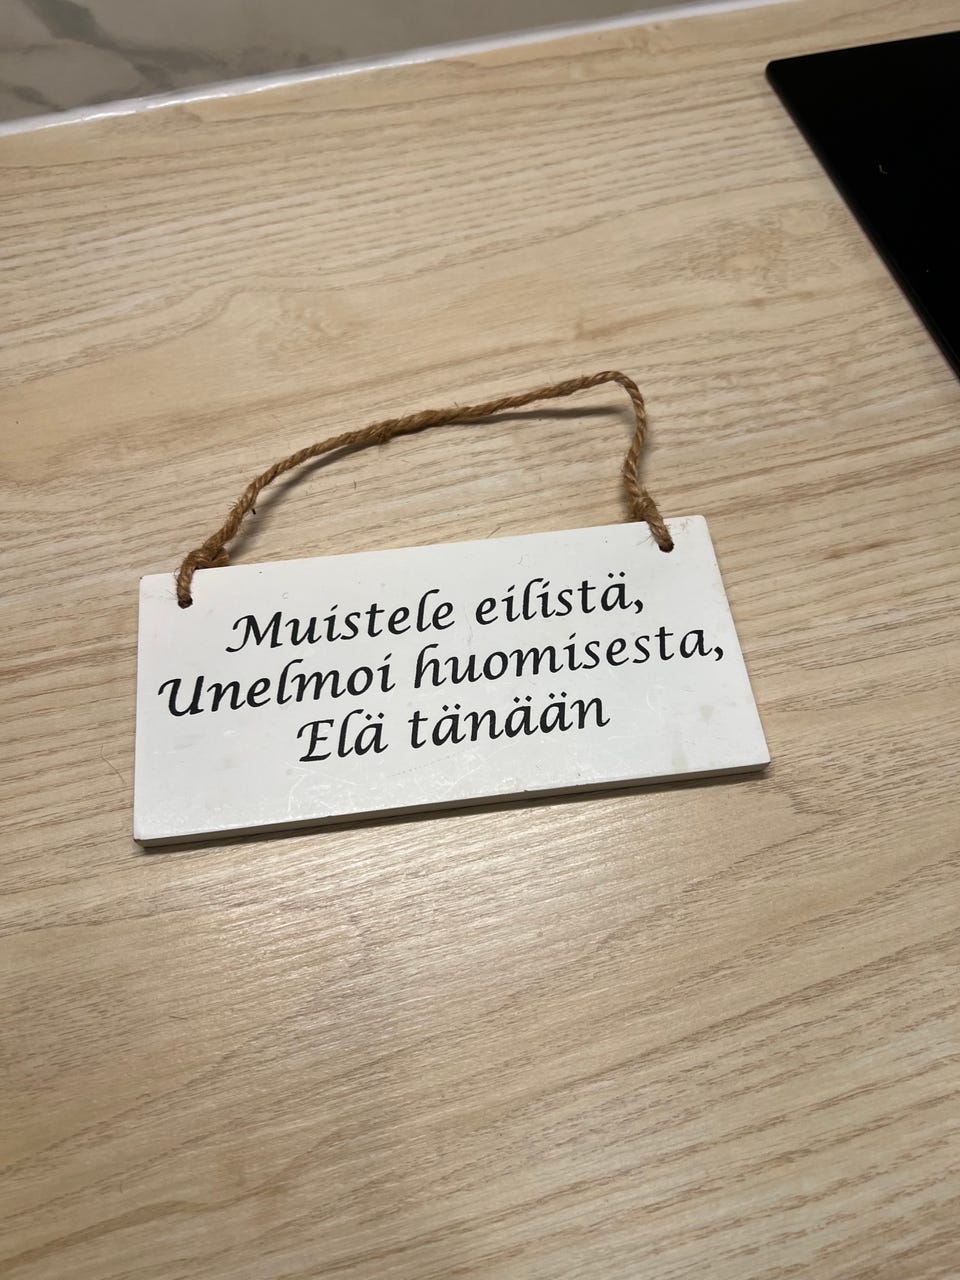 Muistele eilistä,
Unelmoi huomisesta,
Elä tänään